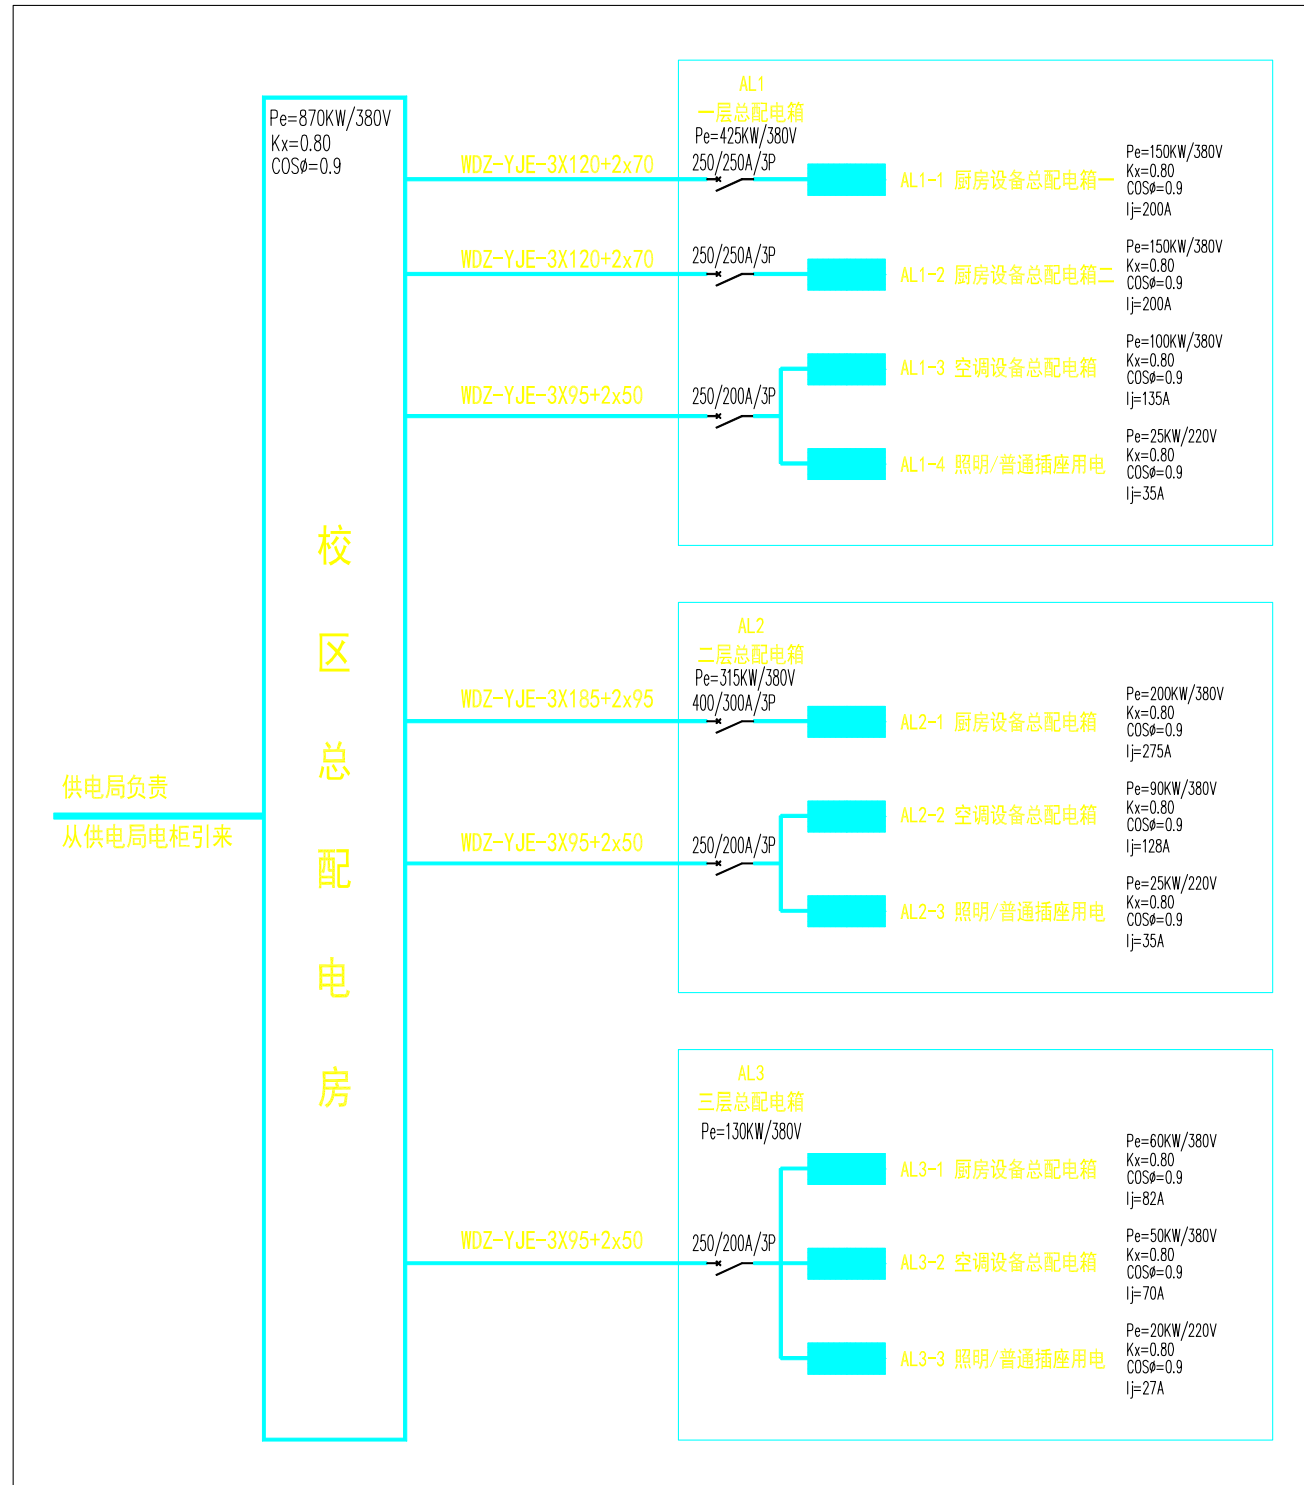 Pe=870KW/380V
Kx=0.80
COSø=0.9
校
区
总
配
电
房
供电局负责
从供电局电柜引来
WDZ-YJE-3X120+2x70
WDZ-YJE-3X120+2x70
WDZ-YJE-3X95+2x50
WDZ-YJE-3X185+2x95
WDZ-YJE-3X95+2x50
WDZ-YJE-3X95+2x50
AL1
一层总配电箱
Pe=425KW/380V
250/250A/3P
AL1-1 厨房设备总配电箱一
Pe=150KW/380V
Kx=0.80
COSø=0.9
Ij=200A
250/250A/3P
AL1-2 厨房设备总配电箱二
Pe=150KW/380V
Kx=0.80
COSø=0.9
Ij=200A
250/200A/3P
AL1-3 空调设备总配电箱
Pe=100KW/380V
Kx=0.80
COSø=0.9
Ij=135A
AL1-4 照明/普通插座用电
Pe=25KW/220V
Kx=0.80
COSø=0.9
Ij=35A
AL2
二层总配电箱
Pe=315KW/380V
400/300A/3P
AL2-1 厨房设备总配电箱
Pe=200KW/380V
Kx=0.80
COSø=0.9
Ij=275A
250/200A/3P
AL2-2 空调设备总配电箱
Pe=90KW/380V
Kx=0.80
COSø=0.9
Ij=128A
AL2-3 照明/普通插座用电
Pe=25KW/220V
Kx=0.80
COSø=0.9
Ij=35A
AL3
三层总配电箱
Pe=130KW/380V
AL3-1 厨房设备总配电箱
Pe=60KW/380V
Kx=0.80
COSø=0.9
Ij=82A
250/200A/3P
AL3-2 空调设备总配电箱
Pe=50KW/380V
Kx=0.80
COSø=0.9
Ij=70A
AL3-3 照明/普通插座用电
Pe=20KW/220V
Kx=0.80
COSø=0.9
Ij=27A